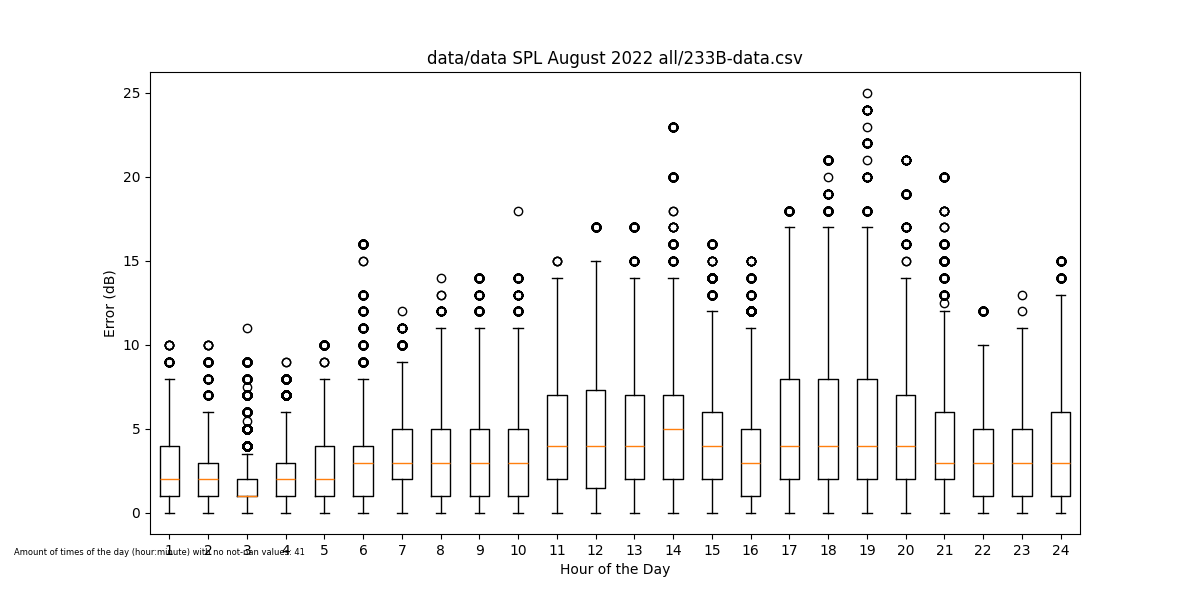 data/data SPL August 2022 all/233B-data.csv
25
20
15
10
5
0
Error (dB)
1 2 3 4 5 6 7 8 9 10 11 12 13 14 15 16 17 18 19 20 21 22 23 24
Amount of times of the day (hour:minute) with no not-nan values: 41
Hour of the Day